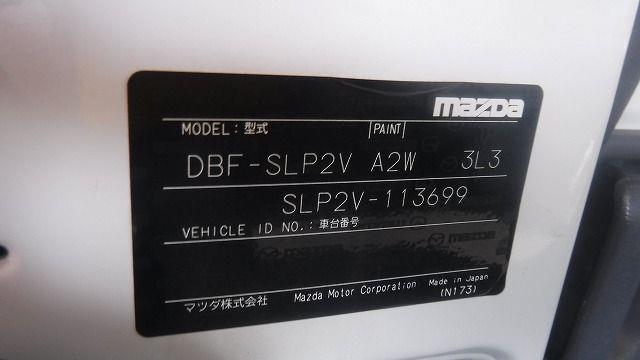 mazDa
MODEL : 型式 PAINT
DBF-SLP2V A2W 3L3
SLP2V-113699
VEHICLE ID NO. : 車台番号
mazDa
マツダ株式会社 Mazda Motor Corporation Made in Japan
(N173)